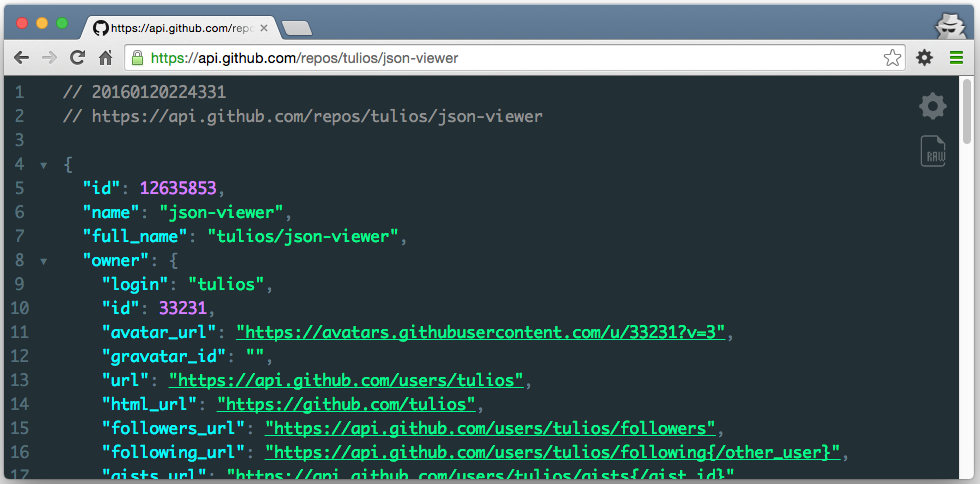 https://api.github.com/rep
https://api.github.com/repos/tulios/json-viewer
1 // 20160120224331
2 // https://api.github.com/repos/tulios/json-viewer
3
4 {
5 "id": 12635853,
6 "name": "json-viewer",
7 "full_name": "tulios/json-viewer",
8 "owner": {
9 "login": "tulios",
10 "id": 33231,
11 "avatar_url": "https://avatars.githubusercontent.com/u/33231?v=3",
12 "gravatar_id": "",
13 "url": "https://api.github.com/users/tulios",
14 "html_url": "https://github.com/tulios",
15 "followers_url": "https://api.github.com/users/tulios/followers",
16 "following_url": "https://api.github.com/users/tulios/following{/other_user}",
17 "gists_url": "https://api.github.com/users/tulios/gists{/gist_id}"
RAW